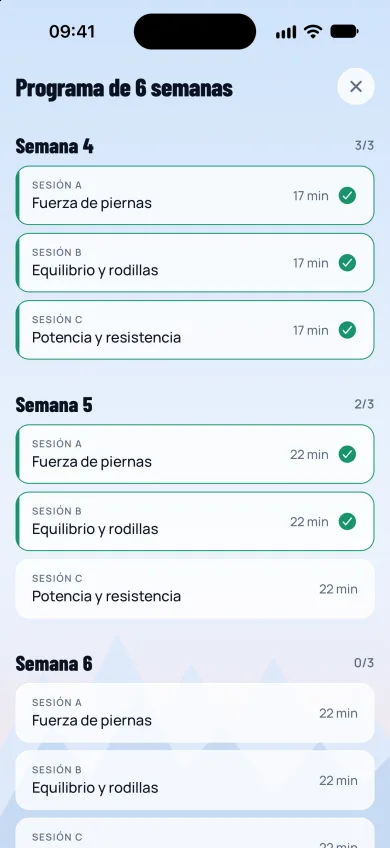 09:41
Programa de 6 semanas
Semana 4
3/3
SESIÓN A
Fuerza de piernas
17 min
SESIÓN B
Equilibrio y rodillas
17 min
SESIÓN C
Potencia y resistencia
17 min
Semana 5
2/3
SESIÓN A
Fuerza de piernas
22 min
SESIÓN B
Equilibrio y rodillas
22 min
SESIÓN C
Potencia y resistencia
22 min
Semana 6
0/3
SESIÓN A
Fuerza de piernas
22 min
SESIÓN B
Equilibrio y rodillas
22 min
SESIÓN C
22 min